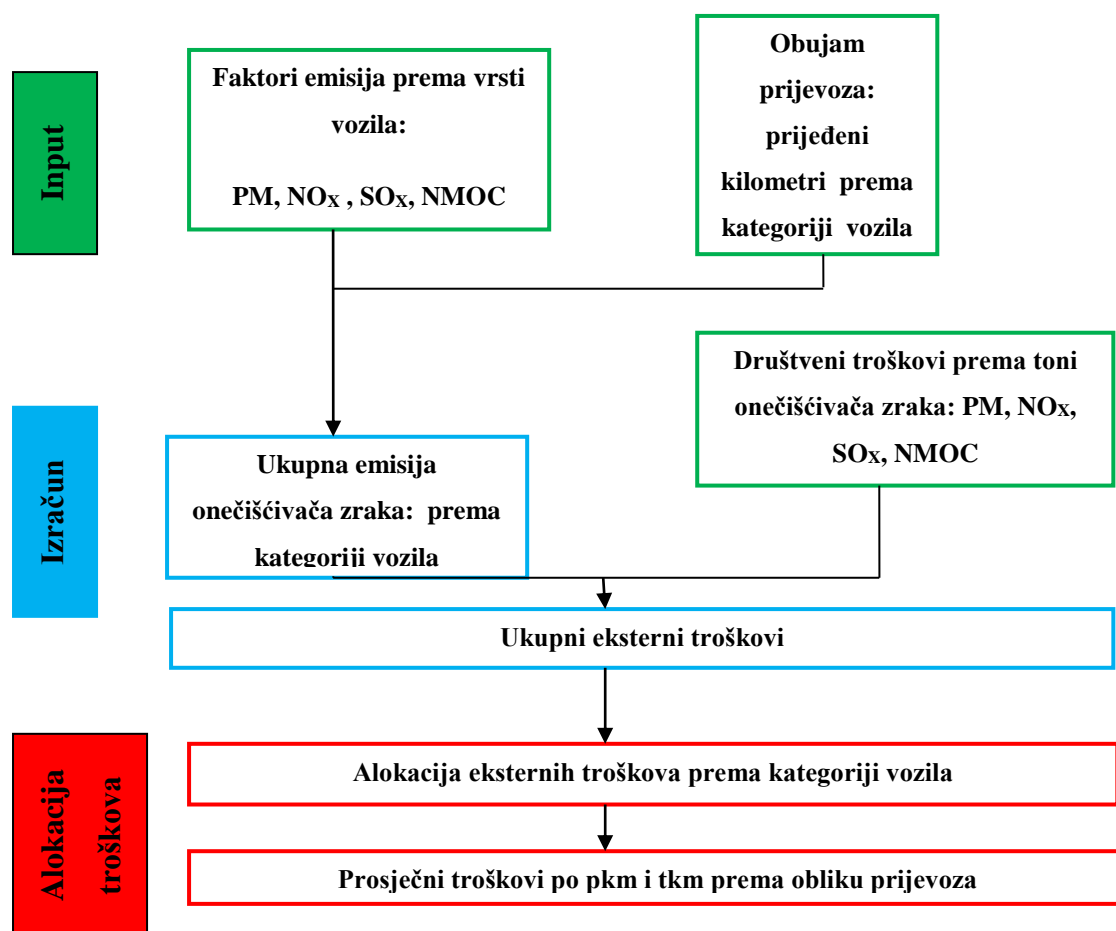 Input
Faktori emisija prema vrsti
vozila:
PM, NOX , SOX, NMOC
Obujam
prijevoza:
prijeđeni
kilometri prema
kategoriji vozila
Izračun
Društveni troškovi prema toni
onečišćivača zraka: PM, NOX,
SOX, NMOC
Ukupna emisija
onečišćivača zraka: prema
kategoriji vozila
Ukupni eksterni troškovi
Alokacija
troškova
Alokacija eksternih troškova prema kategoriji vozila
Prosječni troškovi po pkm i tkm prema obliku prijevoza